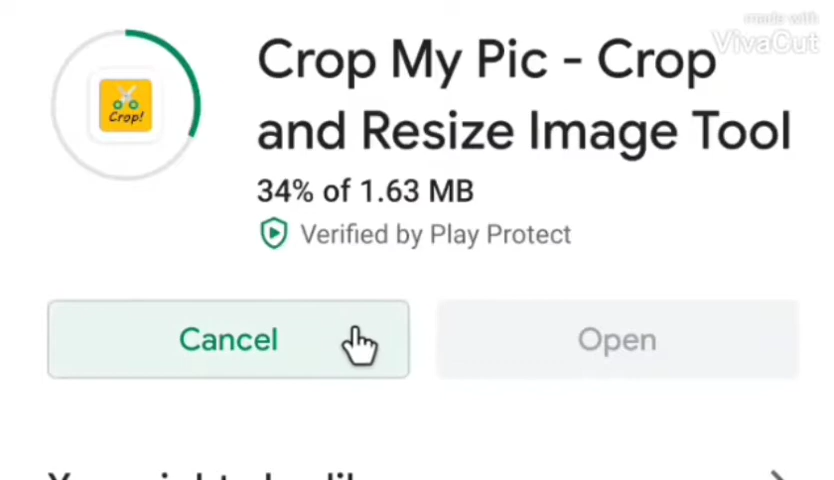 made with
VivaCut
Crop My Pic - Crop
and Resize Image Tool
Crop!
34% of 1.63 MB
Verified by Play Protect
Cancel
Open